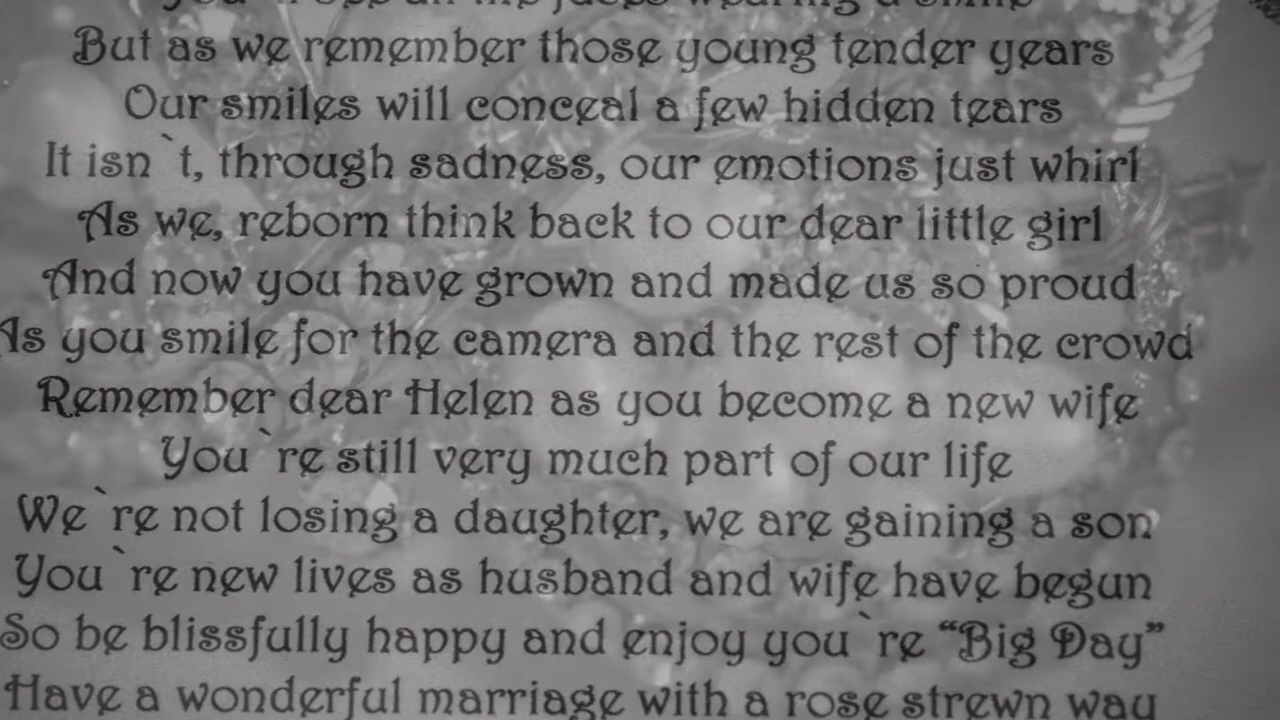 But as we remember those young tender years
Our smiles will conceal a few hidden tears
It isn`t, through sadness, our emotions just whirl
As we, reborn think back to our dear little girl
And now you have grown and made us so proud
As you smile for the camera and the rest of the crowd
Remember dear Helen as you become a new wife
You`re still very much part of our life
We`re not losing a daughter, we are gaining a son
You`re new lives as husband and wife have begun
So be blissfully happy and enjoy you`re “Big Day”
Have a wonderful marriage with a rose strewn way